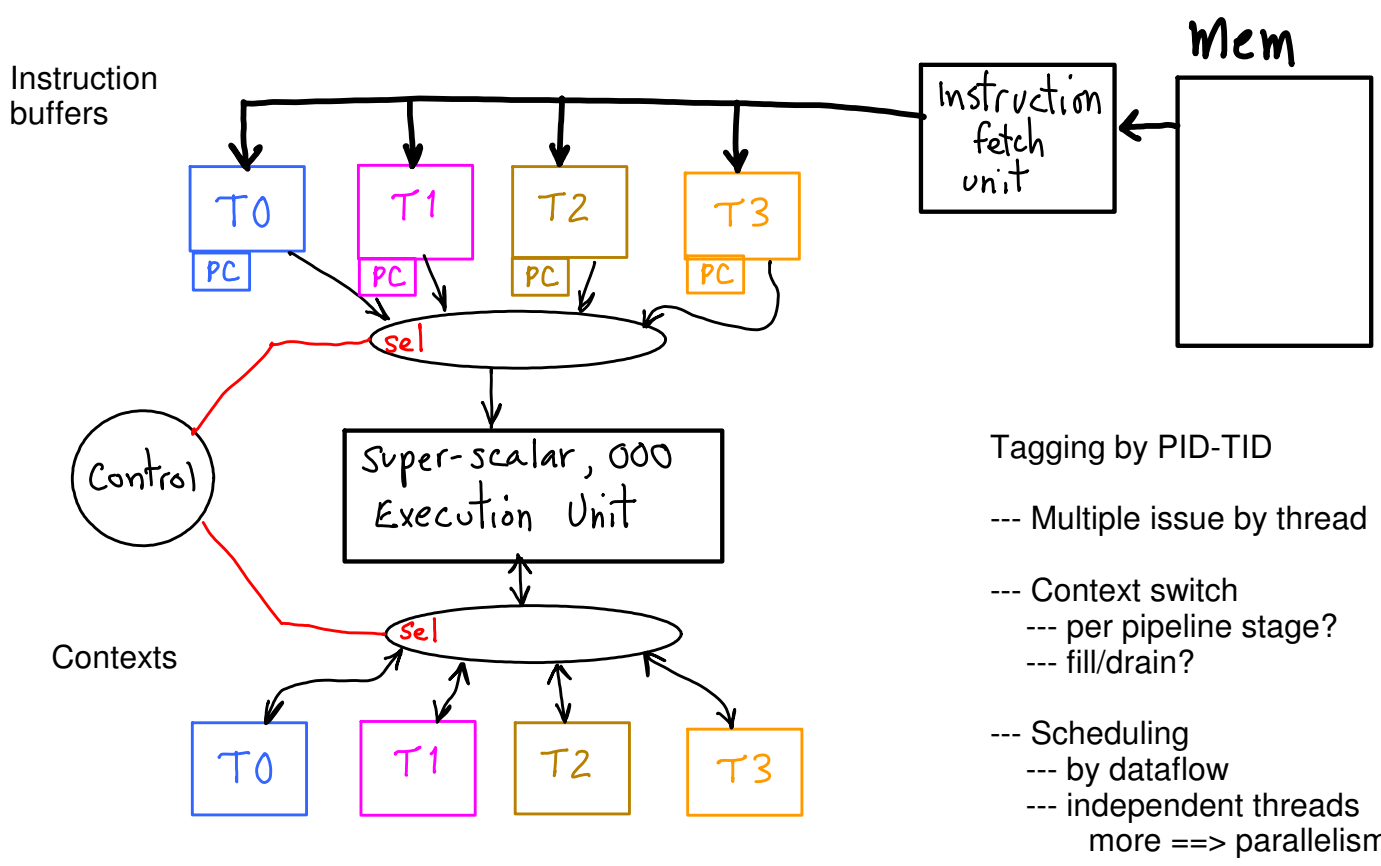 Mem
Instruction
buffers
Instruction
fetch
unit
T0
T1
T2
T3
PC
PC
PC
PC
sel
Control
super-scalar, OOO
Execution Unit
sel
Contexts
T0
T1
T2
T3
Tagging by PID-TID
--- Multiple issue by thread
--- Context switch
--- per pipeline stage?
--- fill/drain?
--- Scheduling
--- by dataflow
--- independent threads
more ==> parallelism